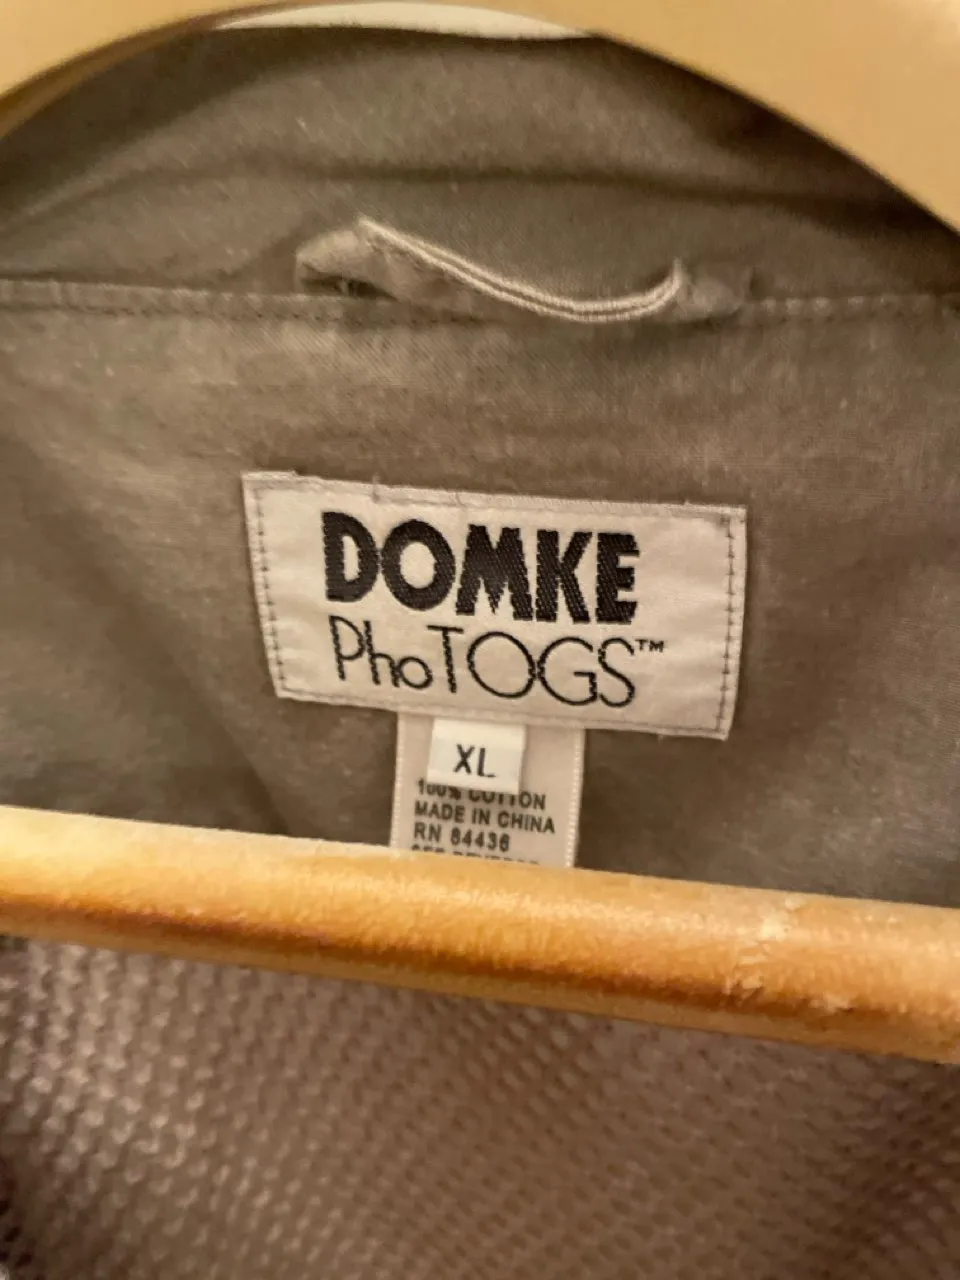 DOMKE
PhoTOGS™
XL
100% COTTON
MADE IN CHINA
RN 84436